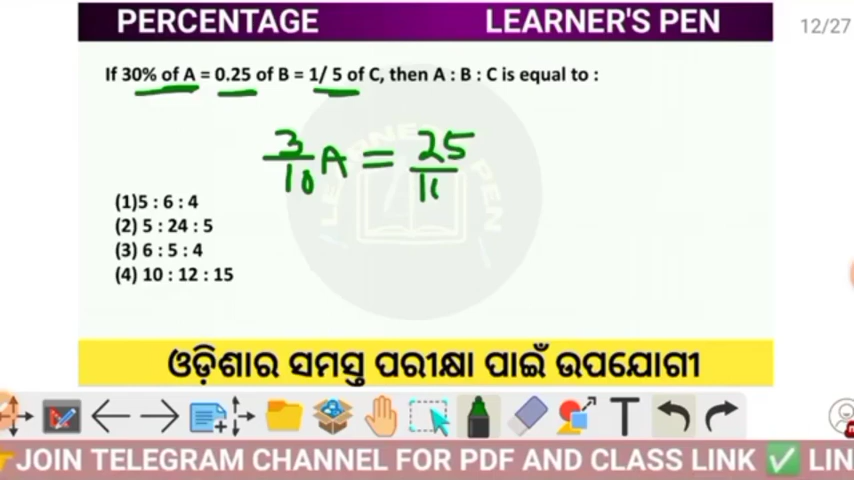 PERCENTAGE LEARNER'S PEN
12/27
If 30% of A = 0.25 of B = 1/ 5 of C, then A : B : C is equal to :
3/10 A = 25/1
LEARNER PEN
(1)5 : 6 : 4
(2) 5 : 24 : 5
(3) 6 : 5 : 4
(4) 10 : 12 : 15
ଓଡ଼ିଶାର ସମସ୍ତ ପରୀକ୍ଷା ପାଇଁ ଉପଯୋଗୀ
T
👉JOIN TELEGRAM CHANNEL FOR PDF AND CLASS LINK ✅ LIN